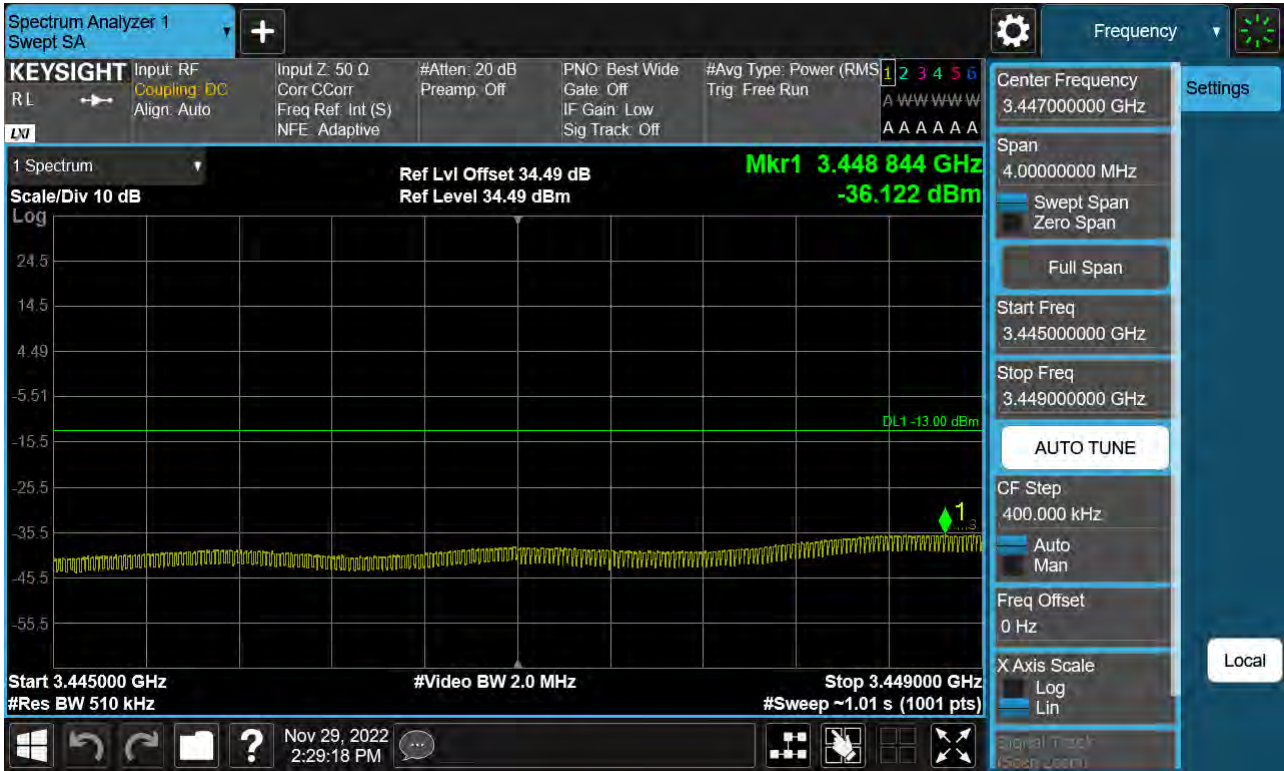 Spectrum Analyzer 1
Swept SA
Frequency
KEYSIGHT
RL
LXI
Input: RF
Coupling: DC
Align: Auto
Input Z: 50 Ω
Corr CCorr
Freq Ref: Int (S)
NFE: Adaptive
#Atten: 20 dB
Preamp: Off
PNO: Best Wide
Gate: Off
IF Gain: Low
Sig Track: Off
#Avg Type: Power (RMS
Trig: Free Run
1 2 3 4 5 6
A W W W W W
A A A A A A
1 Spectrum
Scale/Div 10 dB
Ref Lvl Offset 34.49 dB
Ref Level 34.49 dBm
Mkr1 3.448 844 GHz
-36.122 dBm
Log
24.5
14.5
4.49
-5.51
DL1 -13.00 dBm
-15.5
-25.5
1
-35.5
-45.5
-55.5
Start 3.445000 GHz
#Res BW 510 kHz
#Video BW 2.0 MHz
Stop 3.449000 GHz
#Sweep ~1.01 s (1001 pts)
Center Frequency
3.447000000 GHz
Span
4.00000000 MHz
Swept Span
Zero Span
Full Span
Start Freq
3.445000000 GHz
Stop Freq
3.449000000 GHz
AUTO TUNE
CF Step
400.000 kHz
Auto
Man
Freq Offset
0 Hz
X Axis Scale
Log
Lin
Signal Track
(Span Zoom)
Settings
Local
?
Nov 29, 2022
2:29:18 PM